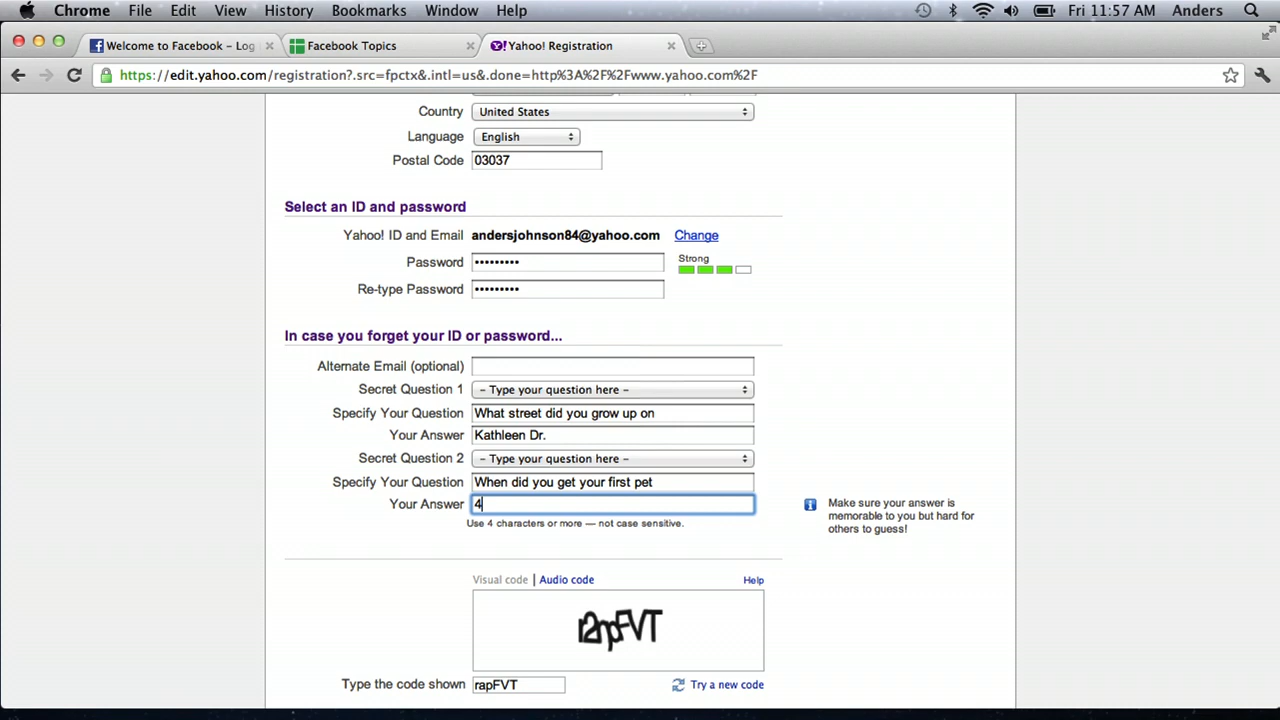 Chrome File Edit View History Bookmarks Window Help Fri 11:57 AM Anders
Welcome to Facebook – Log Facebook Topics Yahoo! Registration
https://edit.yahoo.com/registration?.src=fpctx&.intl=us&.done=http%3A%2F%2Fwww.yahoo.com%2F
Country United States
Language English
Postal Code 03037
Select an ID and password
Yahoo! ID and Email andersjohnson84@yahoo.com Change
Password ••••••••• Strong
Re-type Password •••••••••
In case you forget your ID or password...
Alternate Email (optional)
Secret Question 1 – Type your question here –
Specify Your Question What street did you grow up on
Your Answer Kathleen Dr.
Secret Question 2 – Type your question here –
Specify Your Question When did you get your first pet
Your Answer 4
Make sure your answer is
memorable to you but hard for
others to guess!
Use 4 characters or more — not case sensitive.
Visual code | Audio code Help
r2npFVT
Type the code shown rapFVT Try a new code